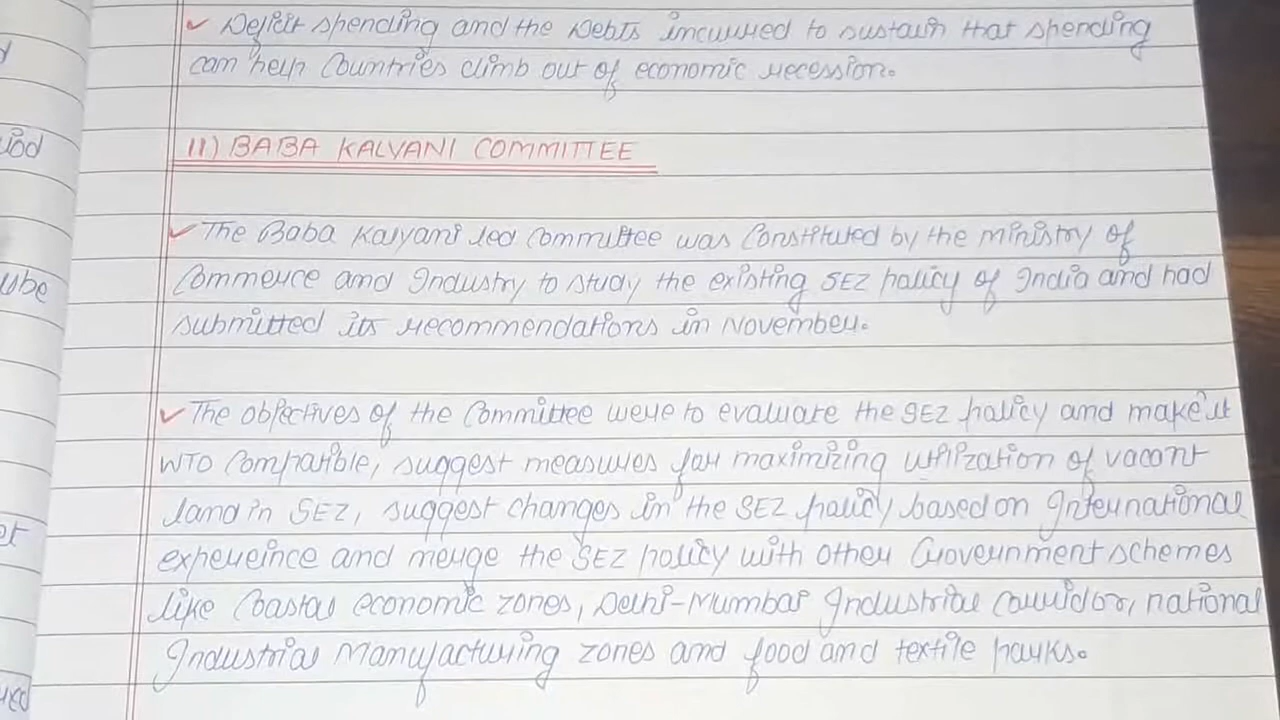 ✓ Deficit spending and the Debts incurred to sustain that spending
can help Countries climb out of economic recession.
11) BABA KALYANI COMMITTEE
✓ The Baba Kalyani led Committee was Constituted by the ministry of
Commerce and Industry to study the existing SEZ policy of India and had
submitted its recommendations in November.
✓ The objectives of the Committee were to evaluate the SEZ policy and make it
WTO Compatible, suggest measures for maximizing utilization of vacant
land in SEZ, suggest changes in the SEZ policy based on International
expereince and merge the SEZ policy with other Government schemes
like Coastal economic zones, Delhi-Mumbai Industrial Corridor, national
Industrial Manufacturing zones and food and textile parks.